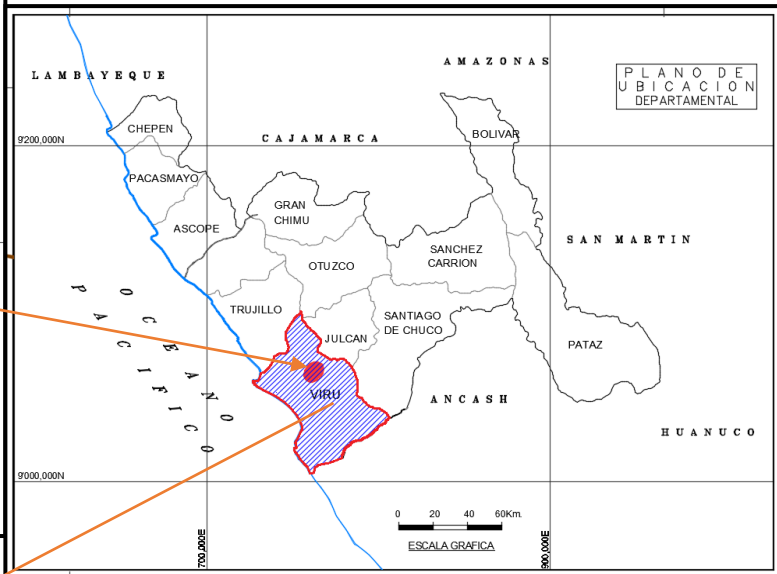 PLANO DE
UBICACION
DEPARTAMENTAL
AMAZONAS
LAMBAYEQUE
CHEPEN
CAJAMARCA
BOLIVAR
9'200,000N
PACASMAYO
GRAN
CHIMU
ASCOPE
SAN MARTIN
SANCHEZ
CARRION
OTUZCO
OCEANO
PACIFICO
TRUJILLO
SANTIAGO
DE CHUCO
JULCAN
PATAZ
VIRU
ANCASH
HUANUCO
9'000,000N
0 20 40 60Km.
ESCALA GRAFICA
700,000E
900,000E